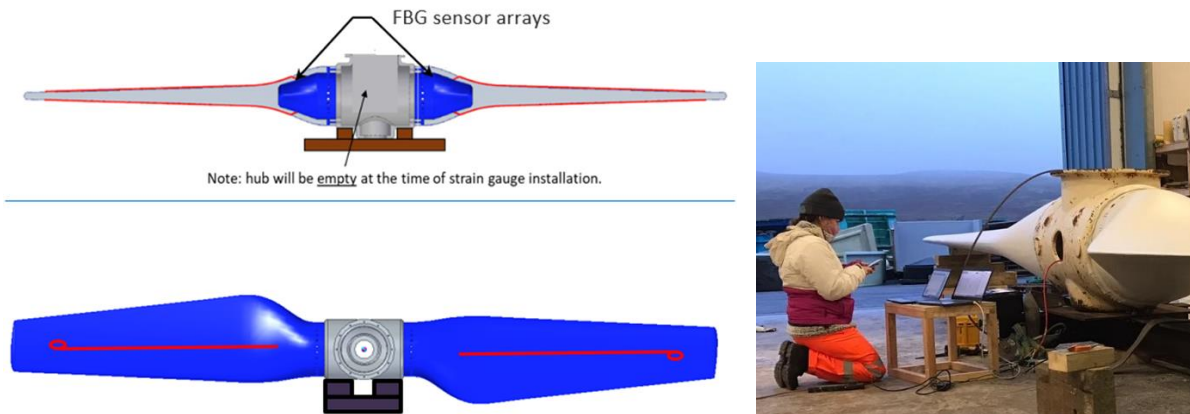 FBG sensor arrays
Note: hub will be empty at the time of strain gauge installation.